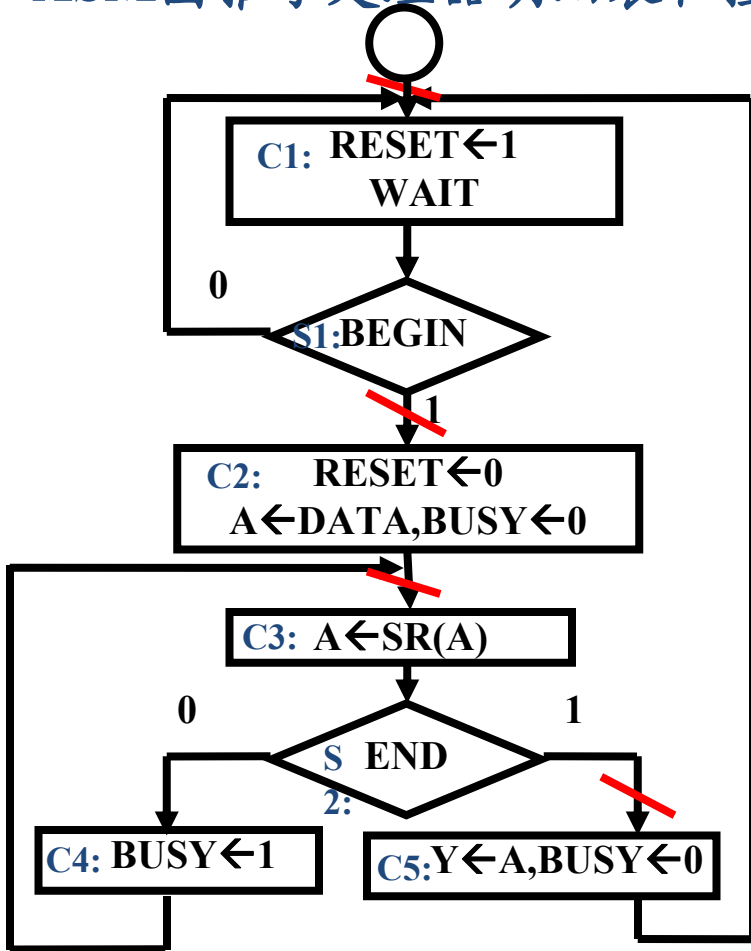 C1: RESET←1
WAIT
0
S1:BEGIN
1
C2: RESET←0
A←DATA,BUSY←0
C3: A←SR(A)
0
1
S END
2:
C4: BUSY←1
C5:Y←A,BUSY←0